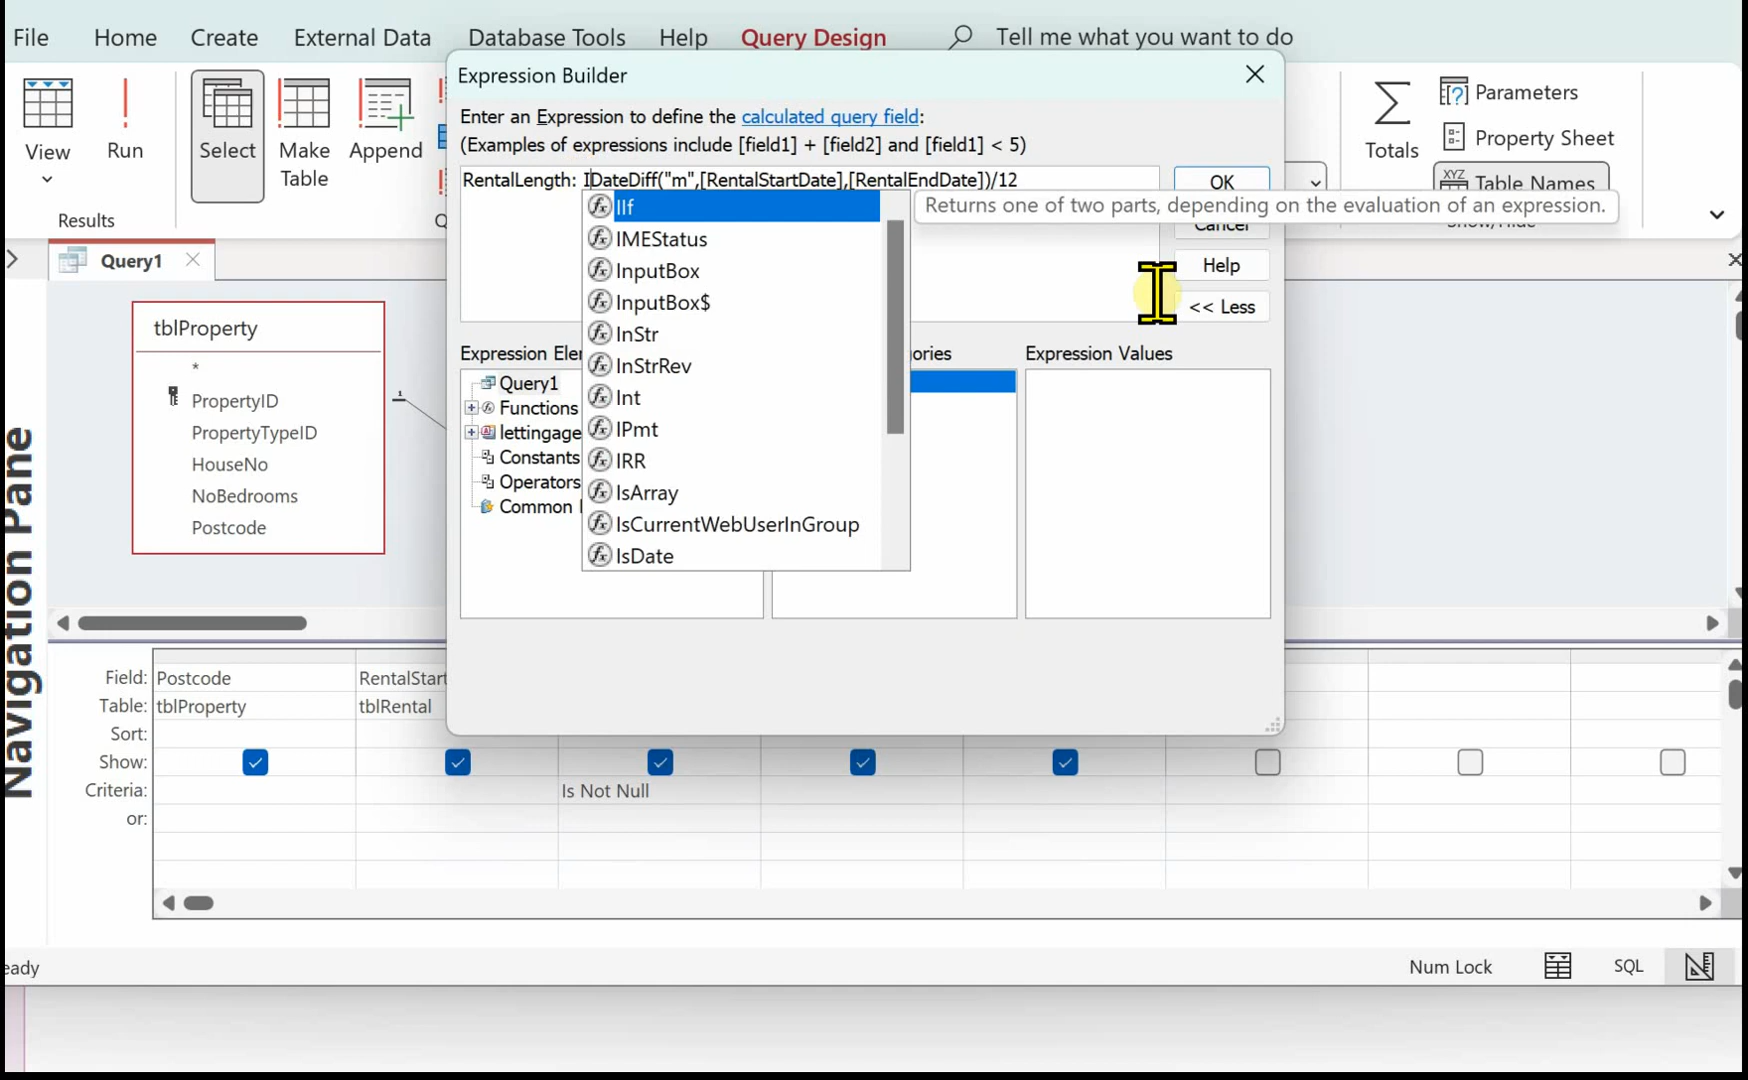 File Home Create External Data Database Tools Help Query Design Tell me what you want to do
View
Run
Select
Make
Table
Append
Results
Totals
Parameters
Property Sheet
Table Names
Expression Builder
Enter an Expression to define the calculated query field:
(Examples of expressions include [field1] + [field2] and [field1] < 5)
RentalLength: IDateDiff("m",[RentalStartDate],[RentalEndDate])/12
OK
Cancel
Help
<< Less
IIf
Returns one of two parts, depending on the evaluation of an expression.
IMEStatus
InputBox
InputBox$
InStr
InStrRev
Int
IPmt
IRR
IsArray
IsCurrentWebUserInGroup
IsDate
Expression Values
Query1
Functions
Constants
Operators
Common
Query1
tblProperty
*
PropertyID
PropertyTypeID
HouseNo
NoBedrooms
Postcode
1
Navigation Pane
Field: Postcode
Table: tblProperty tblRental
Sort:
Show:
Criteria: Is Not Null
or:
Num Lock SQL